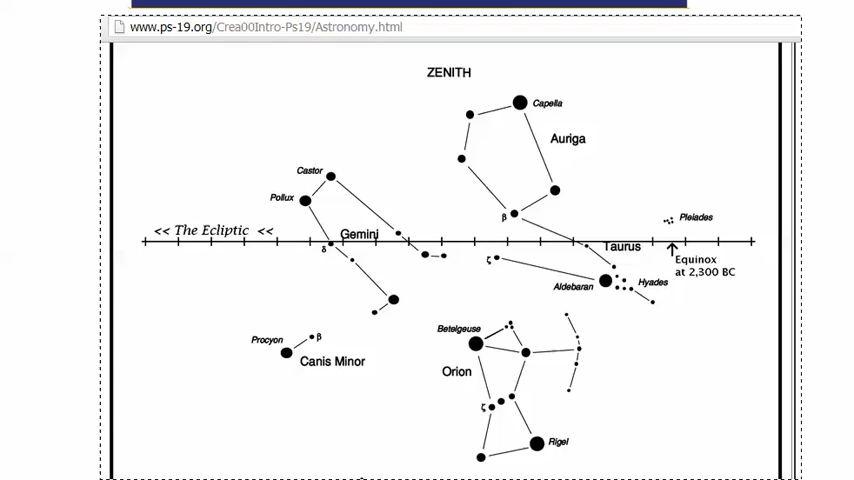 www.ps-19.org/Crea00Intro-Ps19/Astronomy.html
ZENITH
Capella
Auriga
Castor
Pollux
β
Pleiades
<< The Ecliptic <<
Gemini
Taurus
δ
ζ
Equinox
at 2,300 BC
Aldebaran
Hyades
Betelgeuse
Procyon
β
Canis Minor
Orion
ζ
Rigel